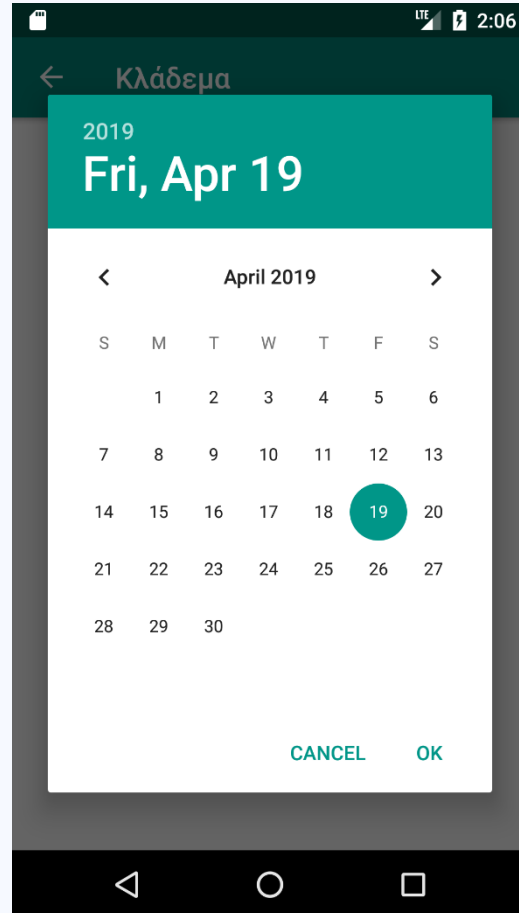 LTE 2:06
Κλάδεμα
2019
Fri, Apr 19
April 2019
S M T W T F S
1 2 3 4 5 6
7 8 9 10 11 12 13
14 15 16 17 18 19 20
21 22 23 24 25 26 27
28 29 30
CANCEL OK